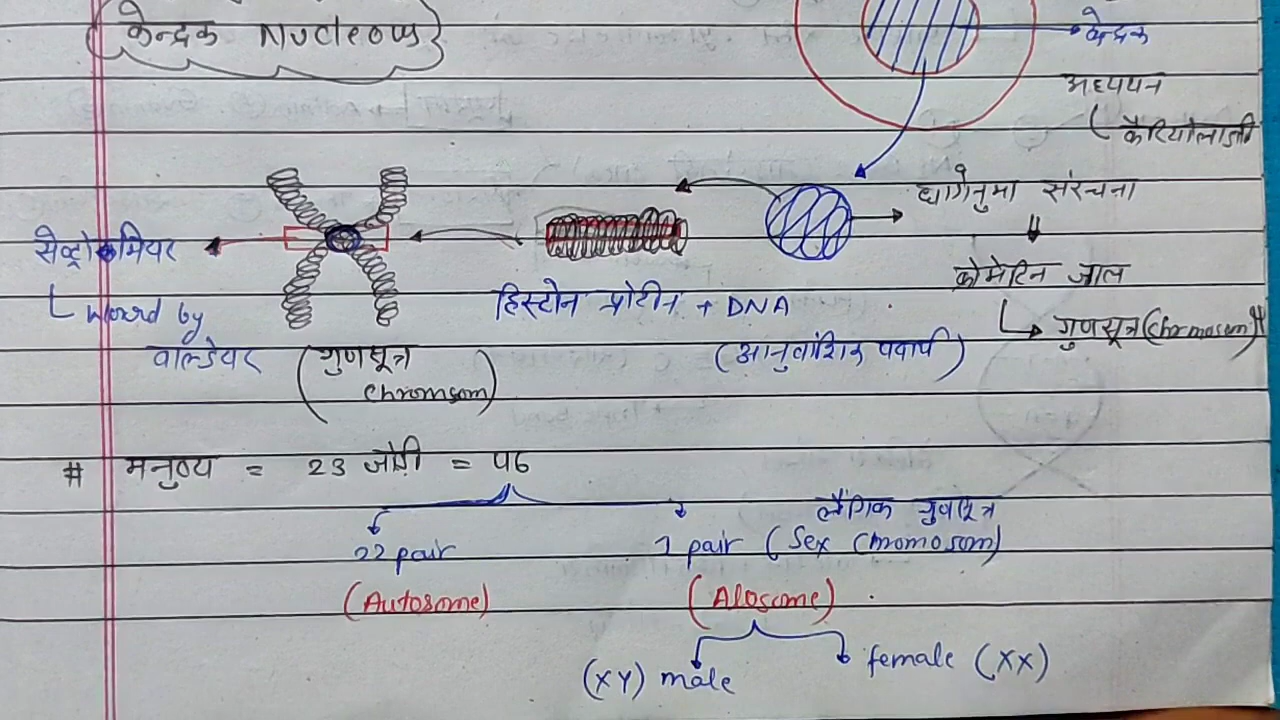 केन्द्रक Nucleous
केन्द्रक
अध्ययन
कैरियोलाजी
धागेनुमा संरचना
सेन्ट्रोमियर
क्रोमेटिन जाल
word by
हिस्टोन प्रोटीन + DNA
गुणसूत्र (chromosom)
वाल्डेयर
(गुणसूत्र
chromsom)
(आनुवांशिक पदार्थ)
# मनुष्य = 23 जोड़ी = 46
लैंगिक गुणसूत्र
22 pair
1 pair (Sex Chromosom)
(Autosome)
(Alosome)
(XY) male
female (XX)